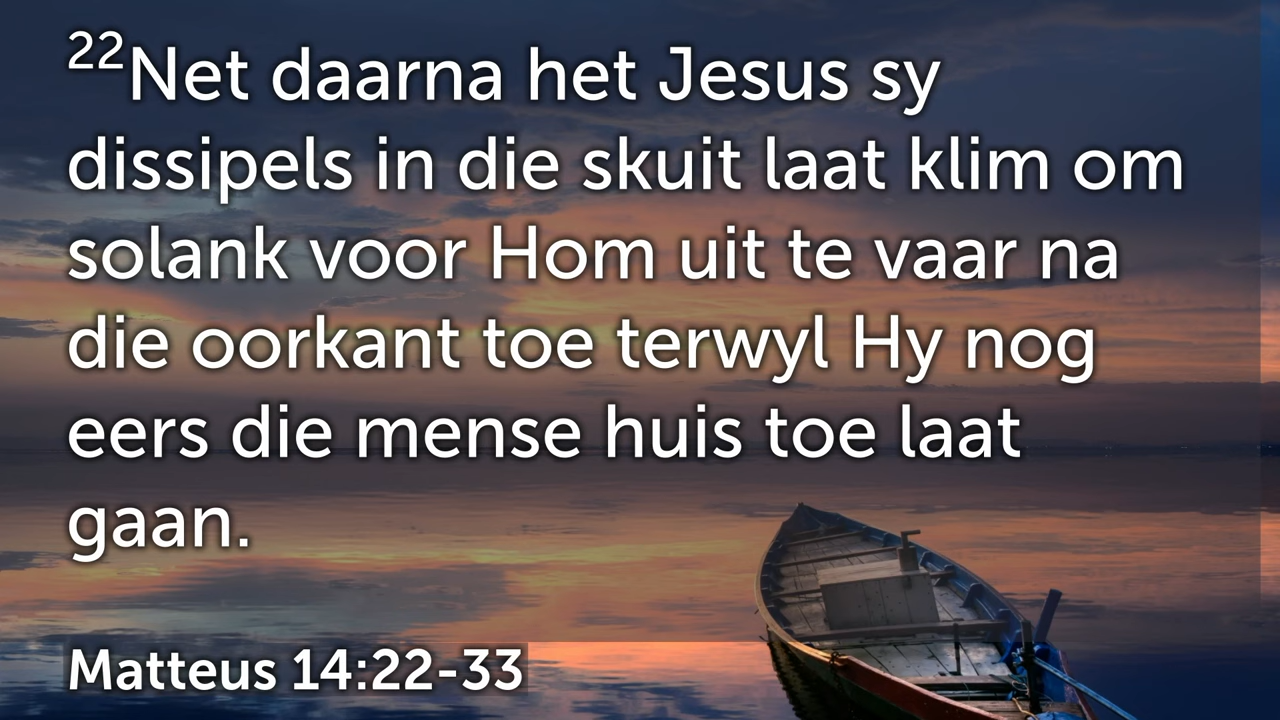 ²²Net daarna het Jesus sy
dissipels in die skuit laat klim om
solank voor Hom uit te vaar na
die oorkant toe terwyl Hy nog
eers die mense huis toe laat
gaan.
Matteus 14:22-33